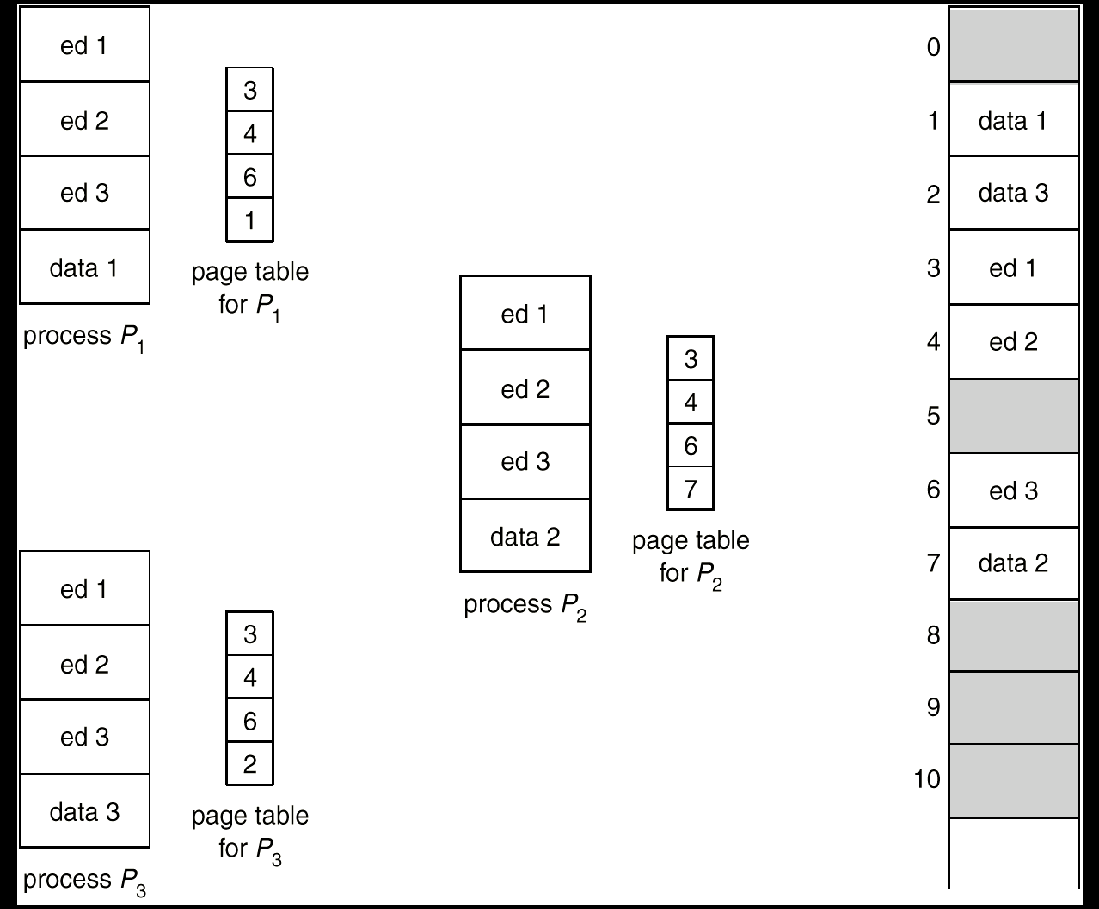 ed 1
ed 2
ed 3
data 1
process P1
3
4
6
1
page table
for P1
ed 1
ed 2
ed 3
data 2
process P2
3
4
6
7
page table
for P2
ed 1
ed 2
ed 3
data 3
process P3
3
4
6
2
page table
for P3
0
1 data 1
2 data 3
3 ed 1
4 ed 2
5
6 ed 3
7 data 2
8
9
10